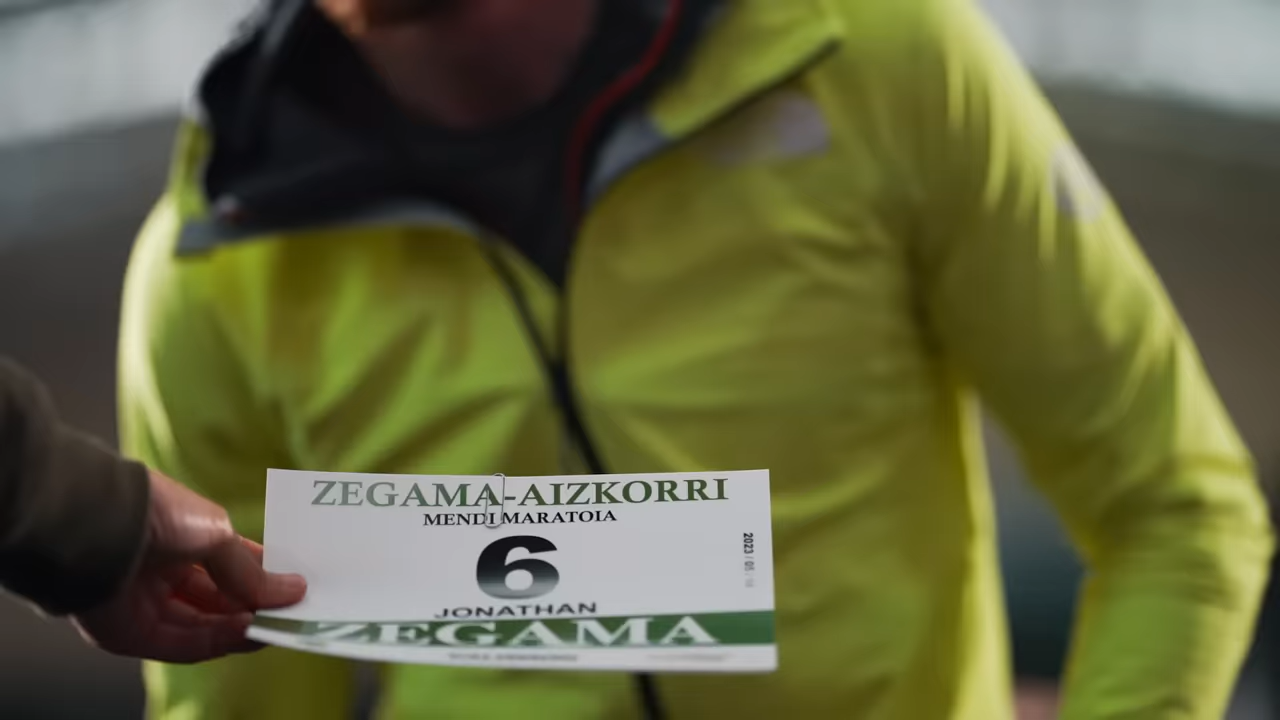 ZEGAMA-AIZKORRI
MENDI MARATOIA
6
2023
JONATHAN
ZEGAMA